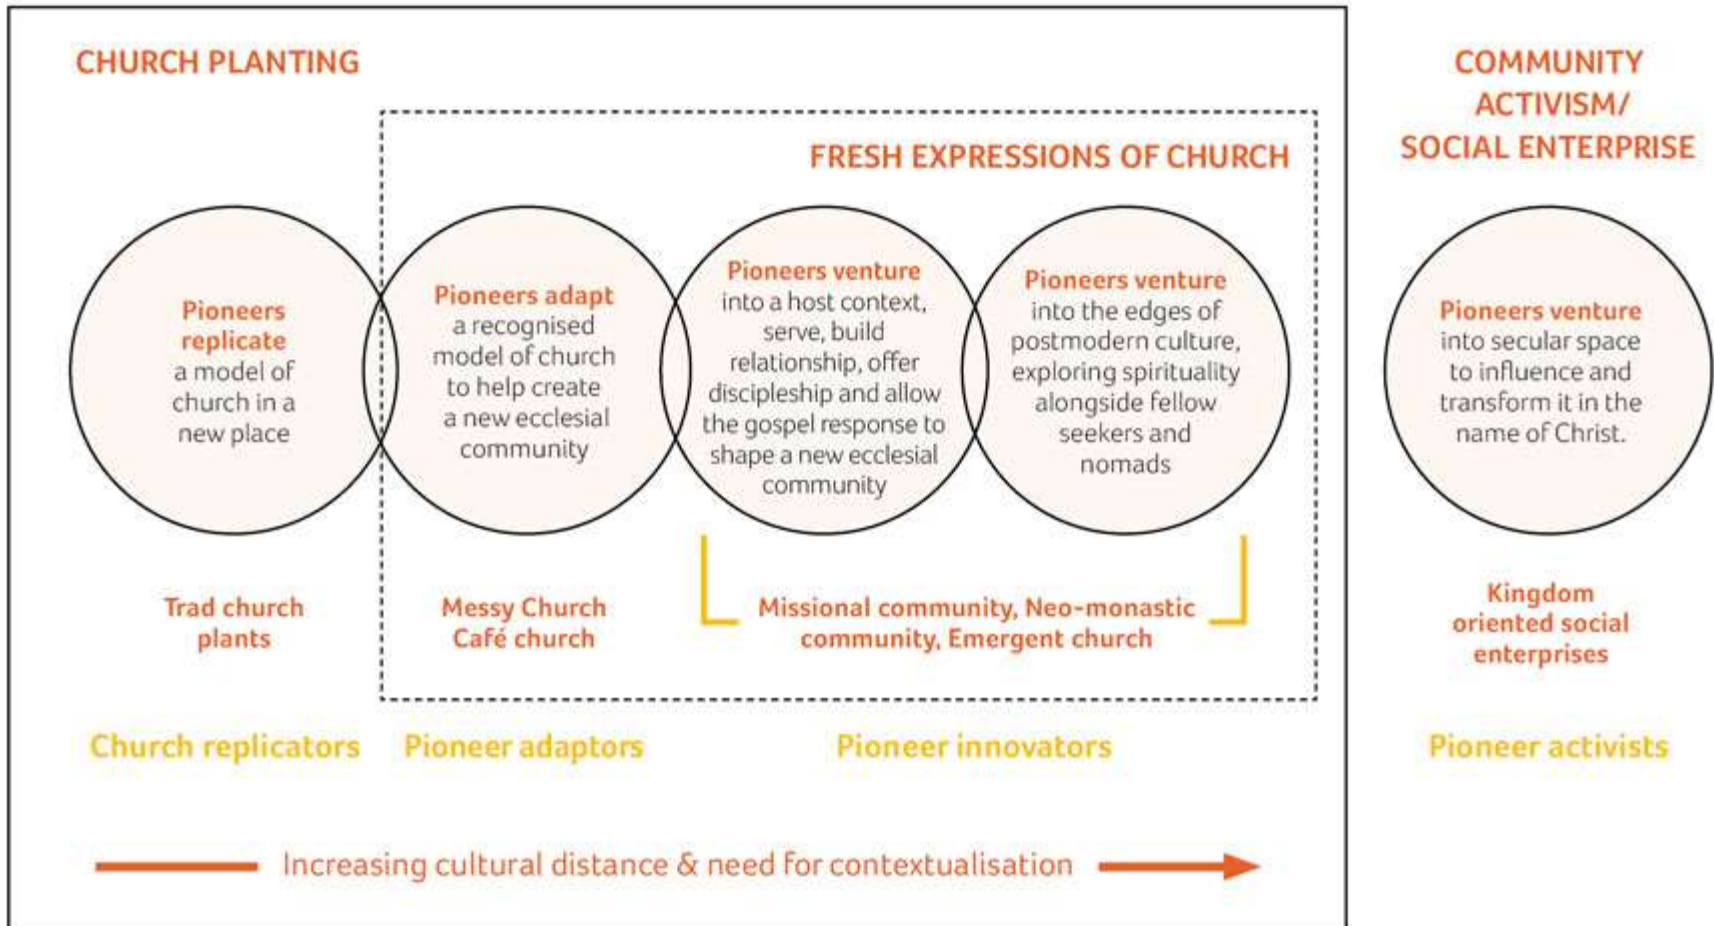 CHURCH PLANTING
FRESH EXPRESSIONS OF CHURCH
COMMUNITY
ACTIVISM/
SOCIAL ENTERPRISE
Pioneers
replicate
a model of
church in a
new place
Pioneers adapt
a recognised
model of church
to help create
a new ecclesial
community
Pioneers venture
into a host context,
serve, build
relationship, offer
discipleship and allow
the gospel response to
shape a new ecclesial
community
Pioneers venture
into the edges of
postmodern culture,
exploring spirituality
alongside fellow
seekers and
nomads
Pioneers venture
into secular space
to influence and
transform it in the
name of Christ.
Trad church
plants
Messy Church
Café church
Missional community, Neo-monastic
community, Emergent church
Kingdom
oriented social
enterprises
Church replicators
Pioneer adaptors
Pioneer innovators
Pioneer activists
Increasing cultural distance & need for contextualisation